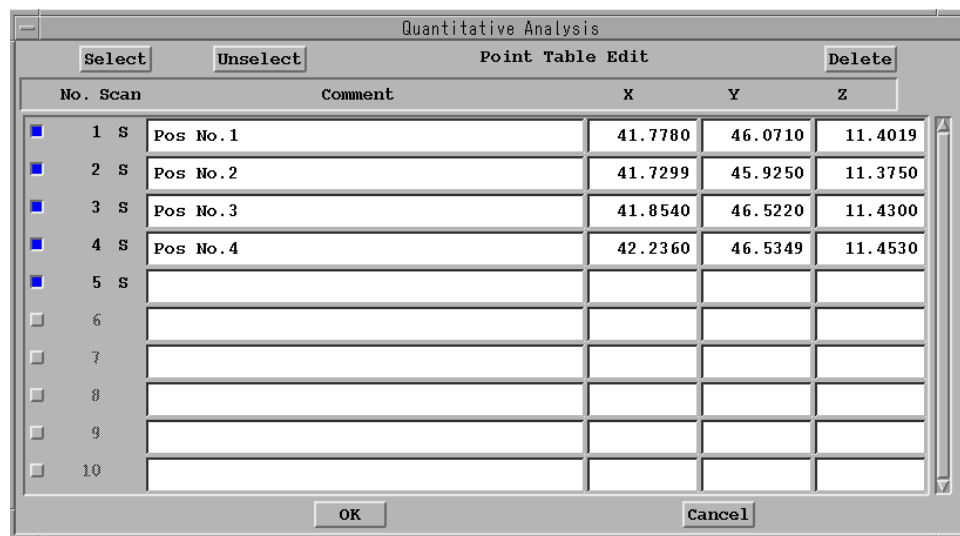 Quantitative Analysis
Select Unselect Point Table Edit Delete
No. Scan Comment X Y Z
1 S Pos No.1 41.7780 46.0710 11.4019
2 S Pos No.2 41.7299 45.9250 11.3750
3 S Pos No.3 41.8540 46.5220 11.4300
4 S Pos No.4 42.2360 46.5349 11.4530
5 S
6
7
8
9
10
OK Cancel